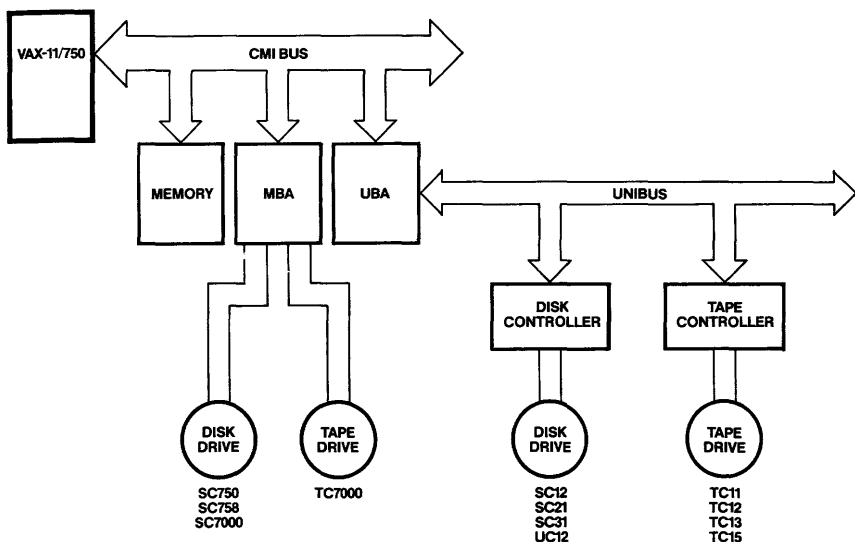 VAX-11/750
CMI BUS
MEMORY
MBA
UBA
UNIBUS
DISK
CONTROLLER
TAPE
CONTROLLER
DISK
DRIVE
TAPE
DRIVE
DISK
DRIVE
TAPE
DRIVE
SC750
SC758
SC7000
TC7000
SC12
SC21
SC31
UC12
TC11
TC12
TC13
TC15